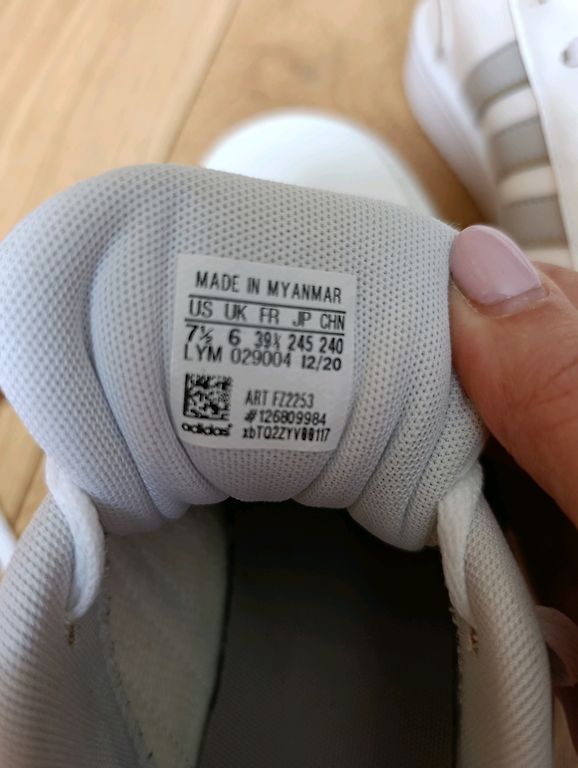 MADE IN MYANMAR
US UK FR JP CHN
7½ 6 39⅓ 245 240
LYM 029004 12/20
ART FZ2253
#126809984
adidas
xbTQ2ZYV00117